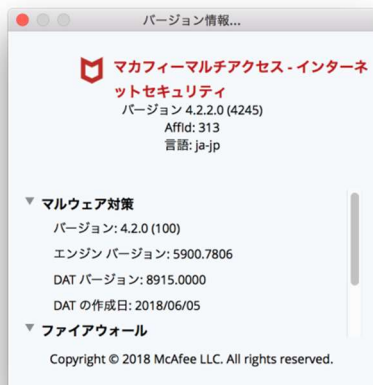 バージョン情報...
マカフィーマルチアクセス - インターネ
ットセキュリティ
バージョン 4.2.2.0 (4245)
AffId: 313
言語: ja-jp
マルウェア対策
バージョン: 4.2.0 (100)
エンジン バージョン: 5900.7806
DAT バージョン: 8915.0000
DAT の作成日: 2018/06/05
ファイアウォール
Copyright © 2018 McAfee LLC. All rights reserved.